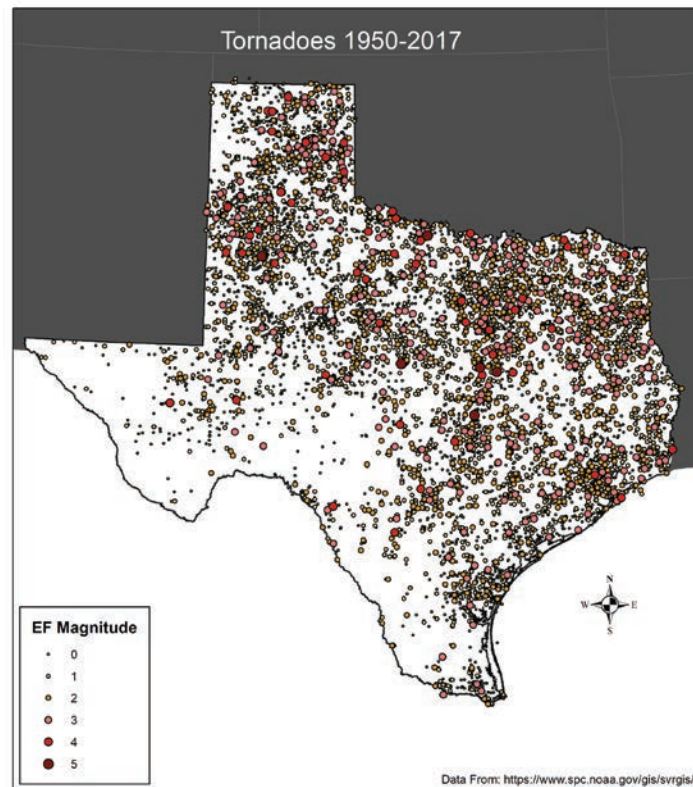 Tornadoes 1950-2017
N
W E
S
EF Magnitude
0
1
2
3
4
5
Data From: https://www.spc.noaa.gov/gis/svrgis/